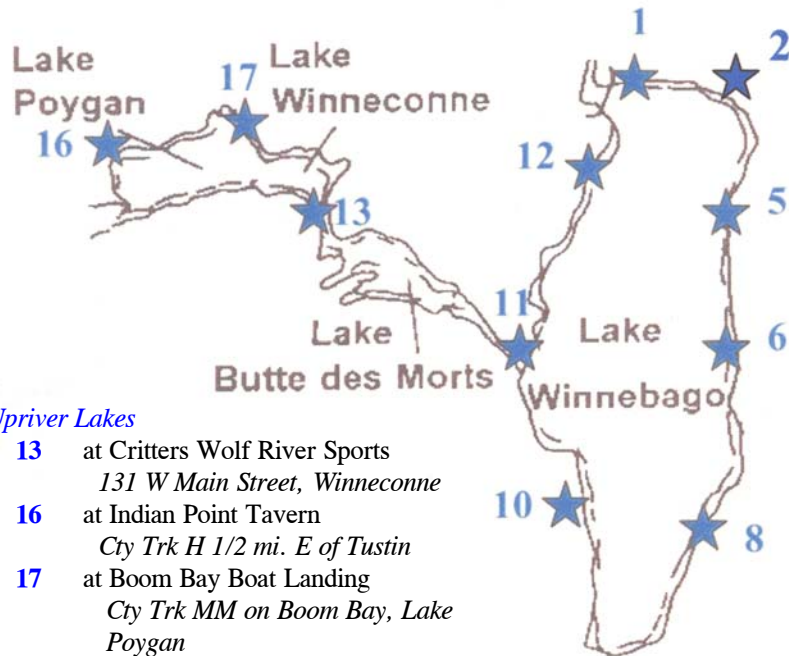 1
2
Lake
Poygan
17
Lake
Winneconne
16
12
13
5
11
Lake
Butte des Morts
Lake
Winnebago
6
10
8
Upriver Lakes
13 at Critters Wolf River Sports
131 W Main Street, Winneconne
16 at Indian Point Tavern
Cty Trk H 1/2 mi. E of Tustin
17 at Boom Bay Boat Landing
Cty Trk MM on Boom Bay, Lake
Poygan